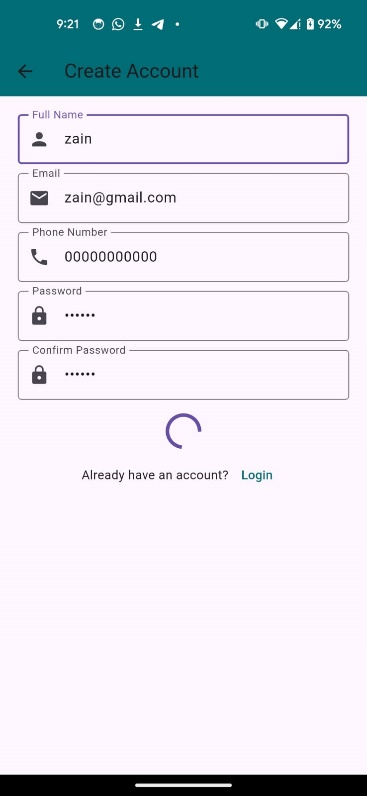 9:21
92%
Create Account
Full Name
zain
Email
zain@gmail.com
Phone Number
00000000000
Password
••••••
Confirm Password
••••••
Already have an account? Login